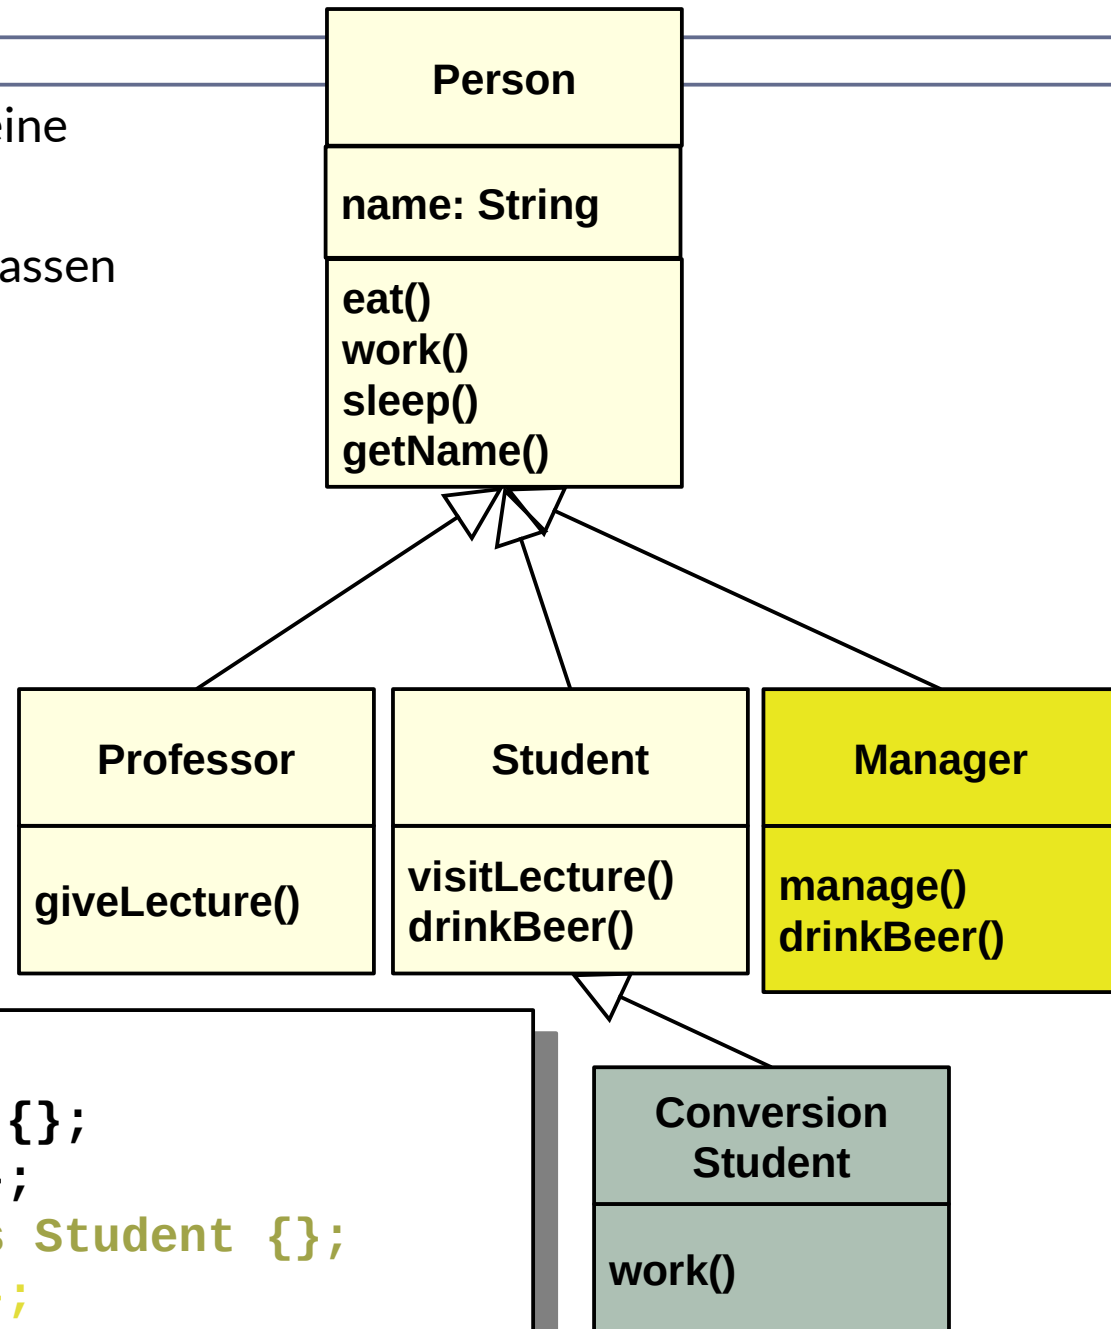 Person
eine
name: String
assen
eat()
work()
sleep()
getName()
Professor
Student
Manager
giveLecture()
visitLecture()
drinkBeer()
manage()
drinkBeer()
{};
;
Student {};
;
Conversion
Student
work()